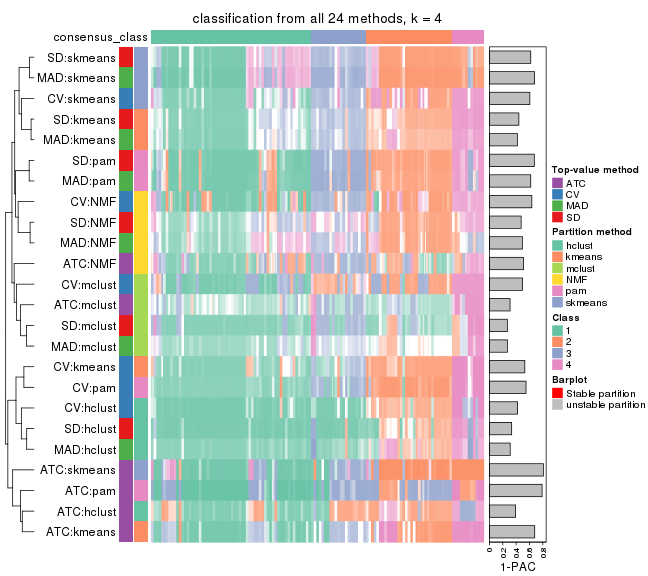 classification from all 24 methods, k = 4
consensus_class
SD:skmeans
MAD:skmeans
CV:skmeans
SD:kmeans
MAD:kmeans
SD:pam
MAD:pam
CV:NMF
SD:NMF
MAD:NMF
ATC:NMF
CV:mclust
ATC:mclust
SD:mclust
MAD:mclust
CV:kmeans
CV:pam
CV:hclust
SD:hclust
MAD:hclust
ATC:skmeans
ATC:pam
ATC:hclust
ATC:kmeans
0
0.2
0.4
0.6
0.8
1-PAC
Top-value method
ATC
CV
MAD
SD
Partition method
hclust
kmeans
mclust
NMF
pam
skmeans
Class
1
2
3
4
Barplot
Stable partition
unstable partition